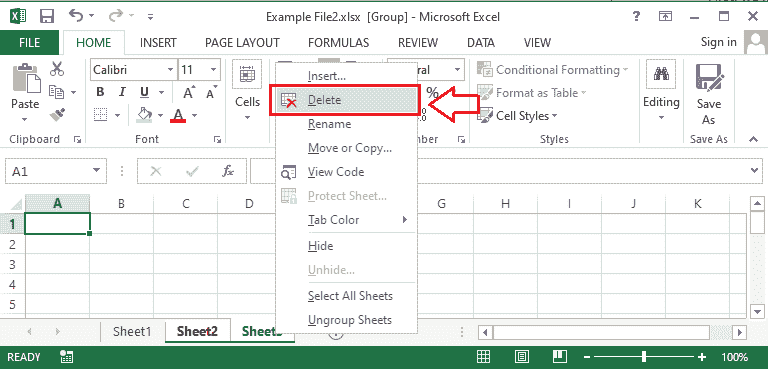 Example File2.xlsx [Group] - Microsoft Excel
FILE HOME INSERT PAGE LAYOUT FORMULAS REVIEW DATA VIEW Sign in
Calibri 11
Paste
B I U
A A
A
Cells
ral
%
.0
Conditional Formatting
Format as Table
Cell Styles
Editing
Save As
Clipboard Font mber Styles Save As
Insert...
Delete
Rename
Move or Copy...
View Code
Protect Sheet...
Tab Color
Hide
Unhide...
Select All Sheets
Ungroup Sheets
A1 fx
A B C D G H I J K
1
2
3
4
5
Sheet1 Sheet2 Sheet3
READY 100%